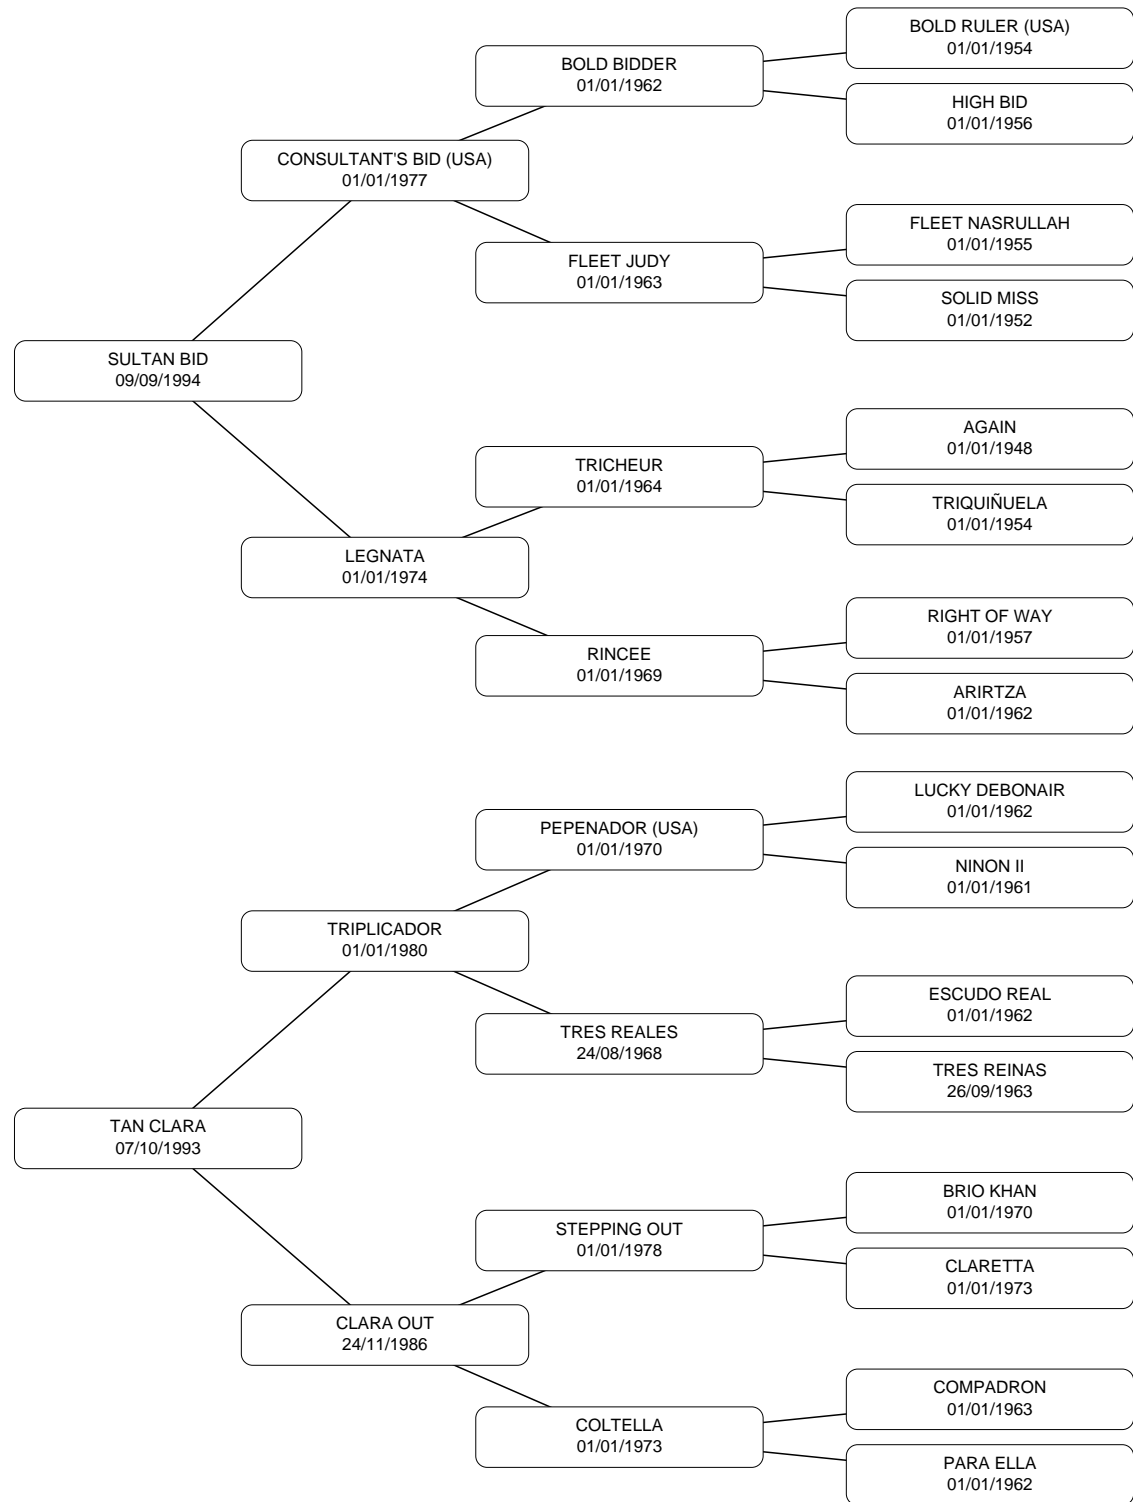 BOLD RULER (USA)
01/01/1954
BOLD BIDDER
01/01/1962
HIGH BID
01/01/1956
CONSULTANT'S BID (USA)
01/01/1977
FLEET NASRULLAH
01/01/1955
FLEET JUDY
01/01/1963
SOLID MISS
01/01/1952
SULTAN BID
09/09/1994
AGAIN
01/01/1948
TRICHEUR
01/01/1964
TRIQUIÑUELA
01/01/1954
LEGNATA
01/01/1974
RIGHT OF WAY
01/01/1957
RINCEE
01/01/1969
ARIRTZA
01/01/1962
LUCKY DEBONAIR
01/01/1962
PEPENADOR (USA)
01/01/1970
NINON II
01/01/1961
TRIPLICADOR
01/01/1980
ESCUDO REAL
01/01/1962
TRES REALES
24/08/1968
TRES REINAS
26/09/1963
TAN CLARA
07/10/1993
BRIO KHAN
01/01/1970
STEPPING OUT
01/01/1978
CLARETTA
01/01/1973
CLARA OUT
24/11/1986
COMPADRON
01/01/1963
COLTELLA
01/01/1973
PARA ELLA
01/01/1962